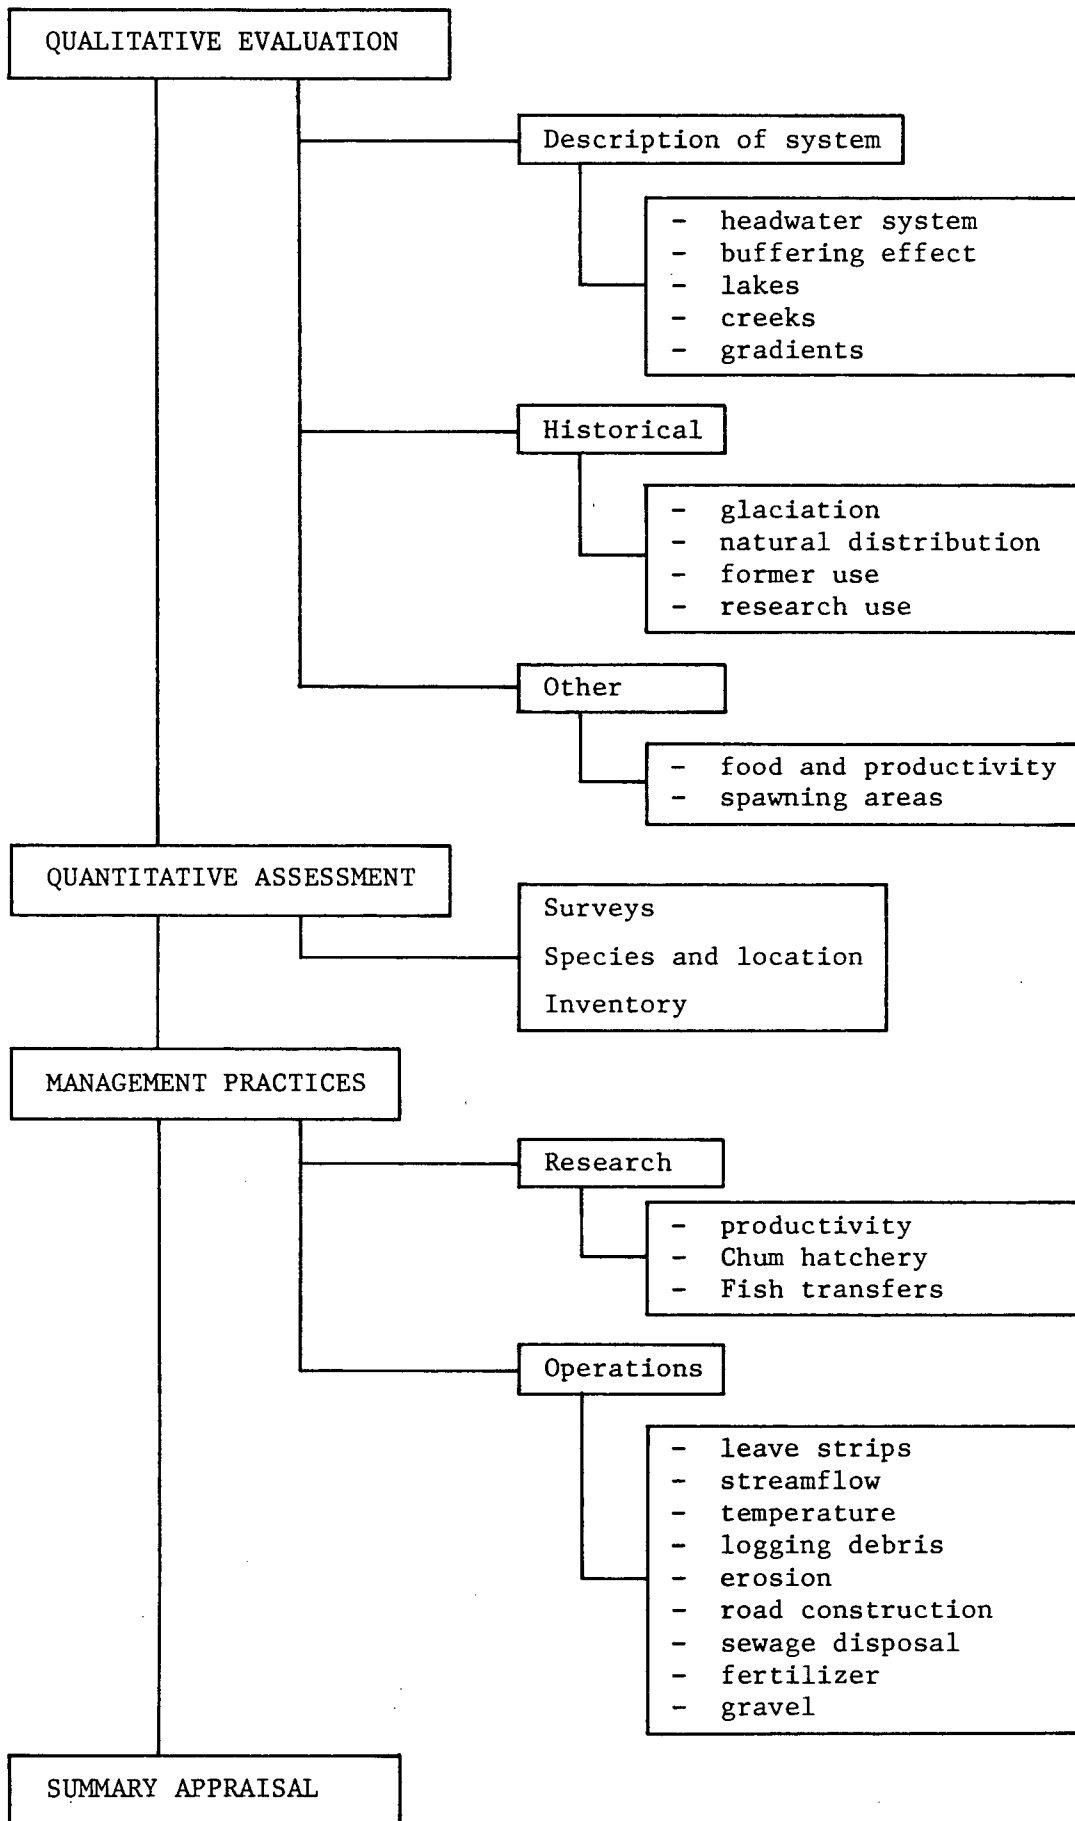 QUALITATIVE EVALUATION
Description of system
- headwater system
- buffering effect
- lakes
- creeks
- gradients
Historical
- glaciation
- natural distribution
- former use
- research use
Other
- food and productivity
- spawning areas
QUANTITATIVE ASSESSMENT
Surveys
Species and location
Inventory
MANAGEMENT PRACTICES
Research
- productivity
- Chum hatchery
- Fish transfers
Operations
- leave strips
- streamflow
- temperature
- logging debris
- erosion
- road construction
- sewage disposal
- fertilizer
- gravel
SUMMARY APPRAISAL